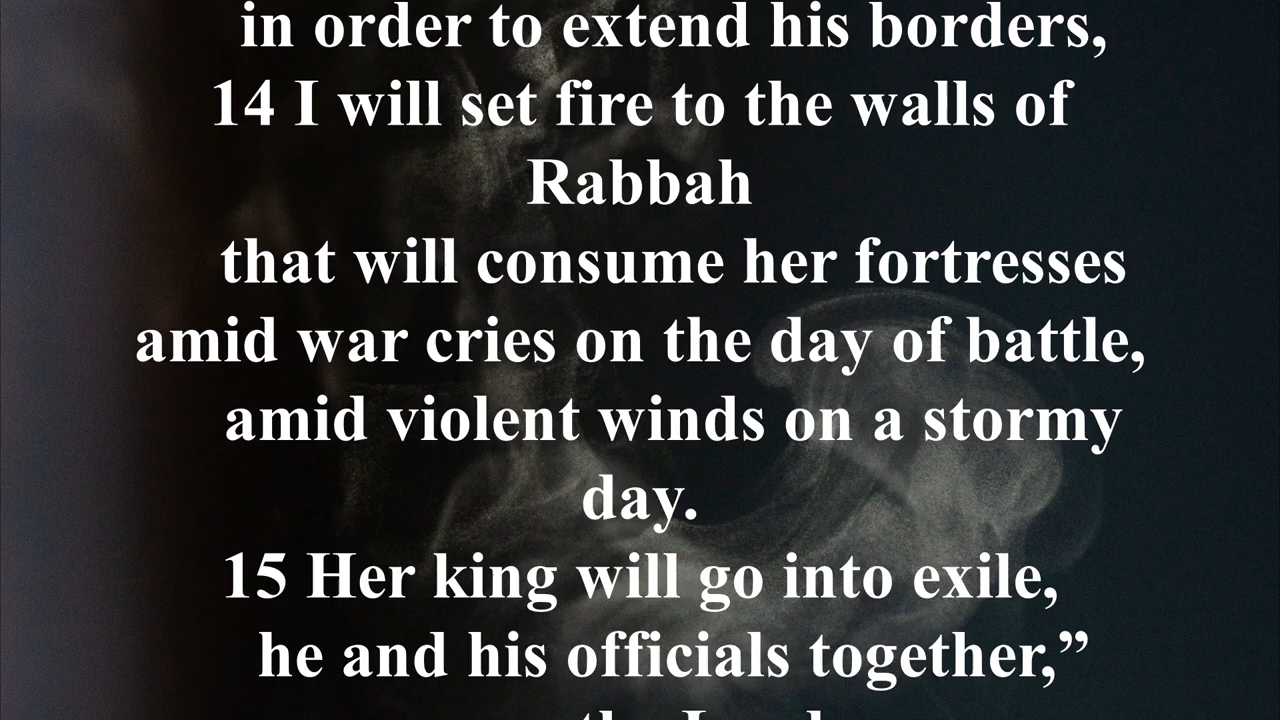 in order to extend his borders,
14 I will set fire to the walls of
Rabbah
that will consume her fortresses
amid war cries on the day of battle,
amid violent winds on a stormy
day.
15 Her king will go into exile,
he and his officials together,”